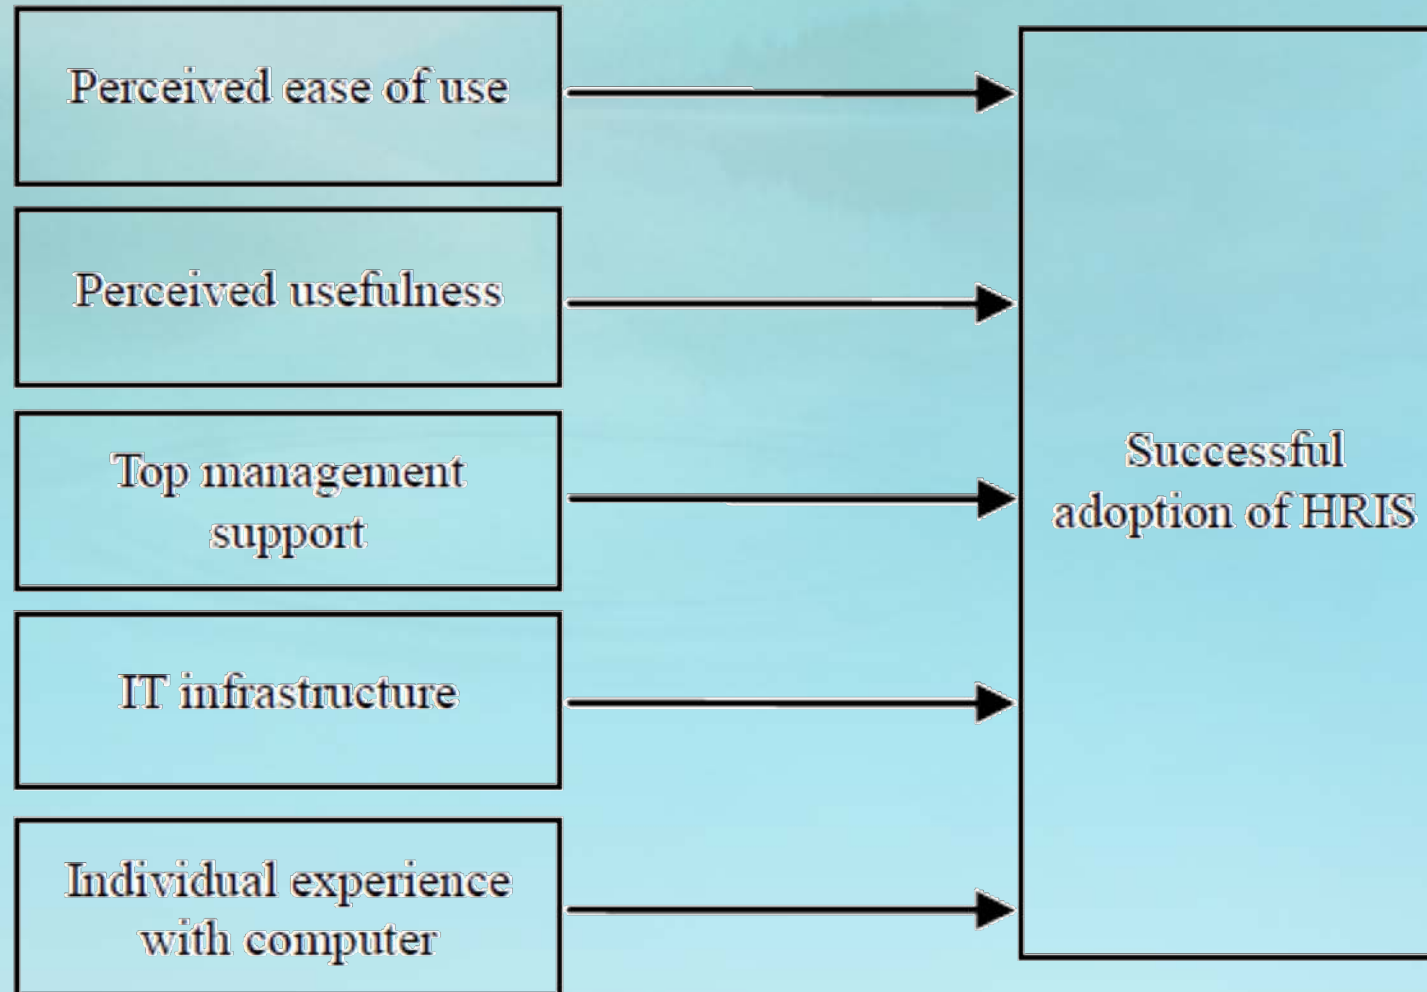 Perceived ease of use
Perceived usefulness
Top management
support
IT infrastructure
Individual experience
with computer
Successful
adoption of HRIS